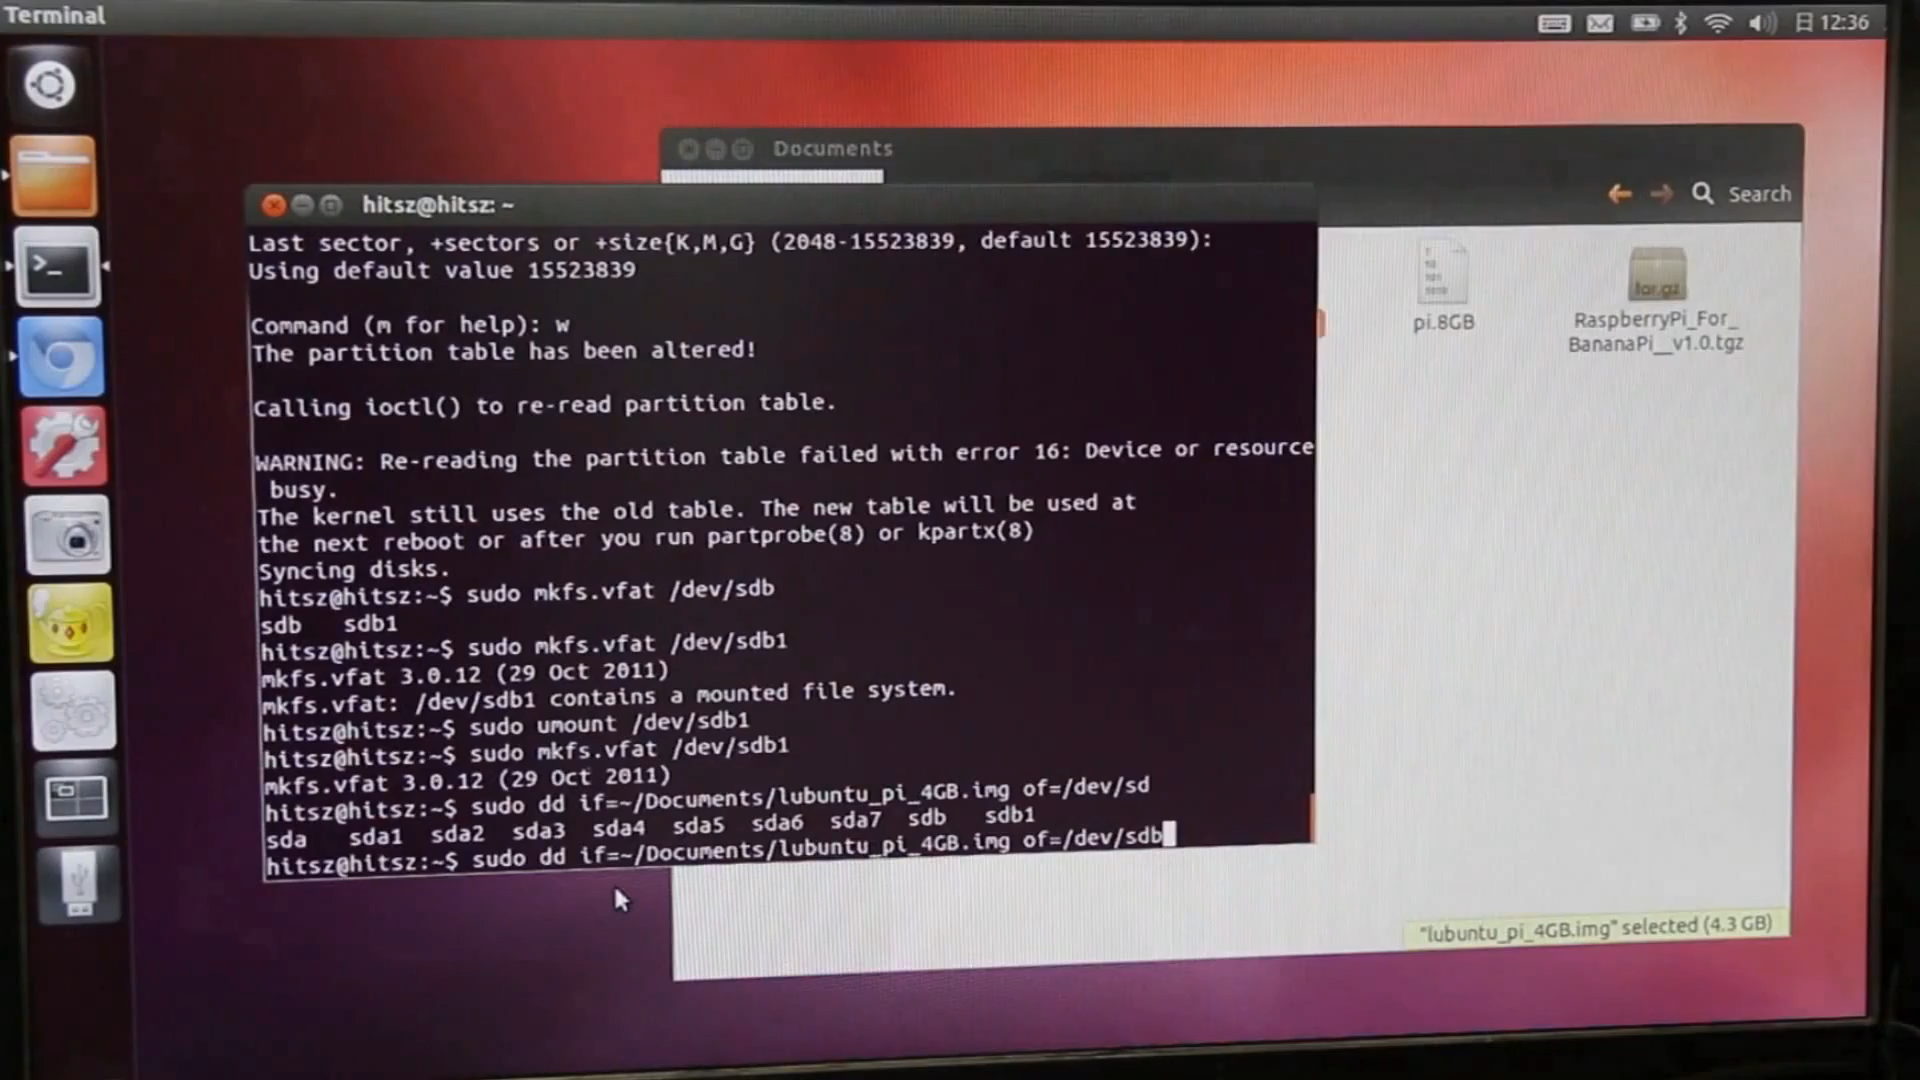 Terminal
日 12:36
Documents
Search
hitsz@hitsz: ~
Last sector, +sectors or +size{K,M,G} (2048-15523839, default 15523839):
Using default value 15523839
Command (m for help): w
The partition table has been altered!
Calling ioctl() to re-read partition table.
WARNING: Re-reading the partition table failed with error 16: Device or resource
busy.
The kernel still uses the old table. The new table will be used at
the next reboot or after you run partprobe(8) or kpartx(8)
Syncing disks.
hitsz@hitsz:~$ sudo mkfs.vfat /dev/sdb
sdb sdb1
hitsz@hitsz:~$ sudo mkfs.vfat /dev/sdb1
mkfs.vfat 3.0.12 (29 Oct 2011)
mkfs.vfat: /dev/sdb1 contains a mounted file system.
hitsz@hitsz:~$ sudo umount /dev/sdb1
hitsz@hitsz:~$ sudo mkfs.vfat /dev/sdb1
mkfs.vfat 3.0.12 (29 Oct 2011)
hitsz@hitsz:~$ sudo dd if=~/Documents/lubuntu_pi_4GB.img of=/dev/sd
sda sda1 sda2 sda3 sda4 sda5 sda6 sda7 sdb sdb1
hitsz@hitsz:~$ sudo dd if=~/Documents/lubuntu_pi_4GB.img of=/dev/sdb
pi.8GB
tar.gz
RaspberryPi_For_
BananaPi__v1.0.tgz
"lubuntu_pi_4GB.img" selected (4.3 GB)